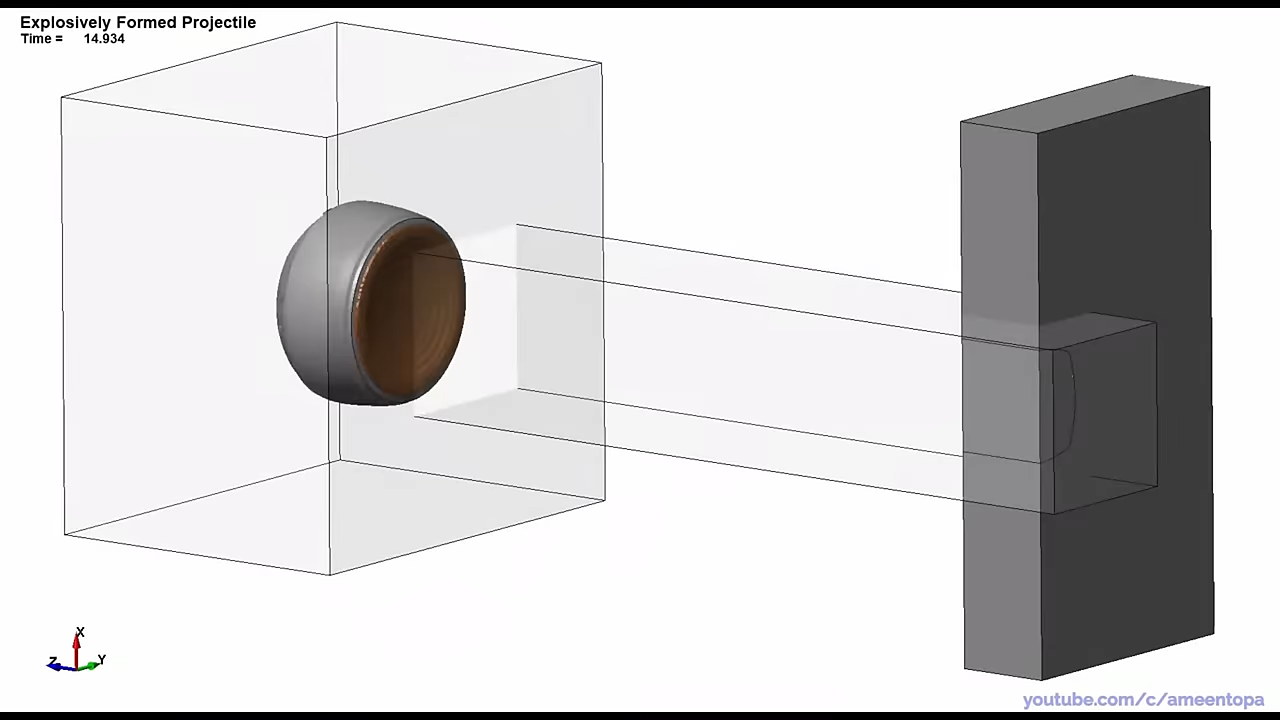 Explosively Formed Projectile
Time = 14.934
X
Z
Y
youtube.com/c/ameentopa